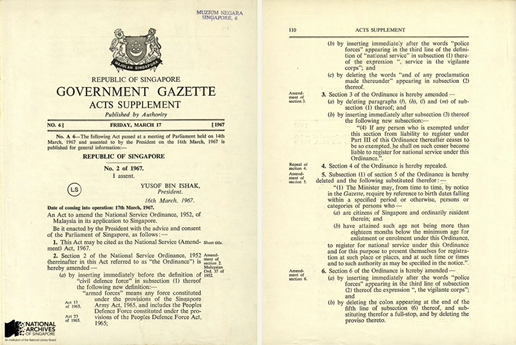 MUZIUM NEGARA
SINGAPURA, 6
MAJULAH SINGAPURA
REPUBLIC OF SINGAPORE
GOVERNMENT GAZETTE
ACTS SUPPLEMENT
Published by Authority
NO. 4] FRIDAY, MARCH 17 [1967
No. A 6—The following Act passed at a meeting of Parliament held on 14th
March, 1967 and assented to by the President on the 16th March, 1967 is
published for general information:—
REPUBLIC OF SINGAPORE
No. 2 of 1967.
I assent.
LS
YUSOF BIN ISHAK,
President.
16th March, 1967.
Date of coming into operation: 17th March, 1967.
An Act to amend the National Service Ordinance, 1952, of
Malaysia in its application to Singapore.
Be it enacted by the President with the advice and consent
of the Parliament of Singapore, as follows:—
1. This Act may be cited as the National Service (Amend-
ment) Act, 1967.
Short title.
2. Section 2 of the National Service Ordinance, 1952
(hereinafter in this Act referred to as "the Ordinance") is
hereby amended —
(a) by inserting immediately before the definition of
"civil defence force" in subsection (1) thereof
the following new definition:—
"armed forces" means any force constituted
under the provisions of the Singapore
Army Act, 1965, and includes the Peoples
Defence Force constituted under the pro-
visions of the Peoples Defence Force Act,
1965;
Act 13
of 1965.
Act 23
of 1965.
NATIONAL
ARCHIVES
OF SINGAPORE
An institution of the National Library Board
110 ACTS SUPPLEMENT
(b) by inserting immediately after the words "police
forces" appearing in the third line of the defini-
tion of "national service" in subsection (1) there-
of the expression ", service in the vigilante
corps"; and
(c) by deleting the words "and of any proclamation
made thereunder" appearing in subsection (2)
thereof.
Amend-
ment of
section 3.
3. Section 3 of the Ordinance is hereby amended —
(a) by deleting paragraphs
of sub-
section (1) thereof; and
(b) by inserting immediately after subsection (3) thereof
the following new subsection:—
"(4) If any person who is exempted under
this section from liability to register under
Part III of this Ordinance thereafter ceases to
be so exempted, he shall on such cesser become
liable to register for national service under this
Ordinance.".
Repeal of
section 4.
4. Section 4 of the Ordinance is hereby repealed.
Amend-
ment of
section 5.
5. Subsection (1) of section 5 of the Ordinance is hereby
deleted and the following substituted therefor:—
"(1) The Minister may, from time to time, by notice
in the Gazette, require by reference to birth dates falling
within a specified period or otherwise, persons or
categories of persons who —
(a) are citizens of Singapore and ordinarily resident
therein; and
(b) have attained such age not being more than
eighteen months below the minimum age for
enlistment or enrolment under this Ordinance,
to register for national service under this Ordinance
and for this purpose to present themselves for registra-
tion at such place or places, and at such time or times
and to such authority as may be specified in the notice.".
Amend-
ment of
section 6.
6. Section 6 of the Ordinance is hereby amended —
(a) by inserting immediately after the words "police
forces" appearing in the third line of subsection
(2) thereof the expression ", the vigilante corps";
and
(b) by deleting the colon appearing at the end of the
fifth line of subsection (6) thereof, and sub-
stituting therefor a full-stop, and by deleting the
proviso thereto.